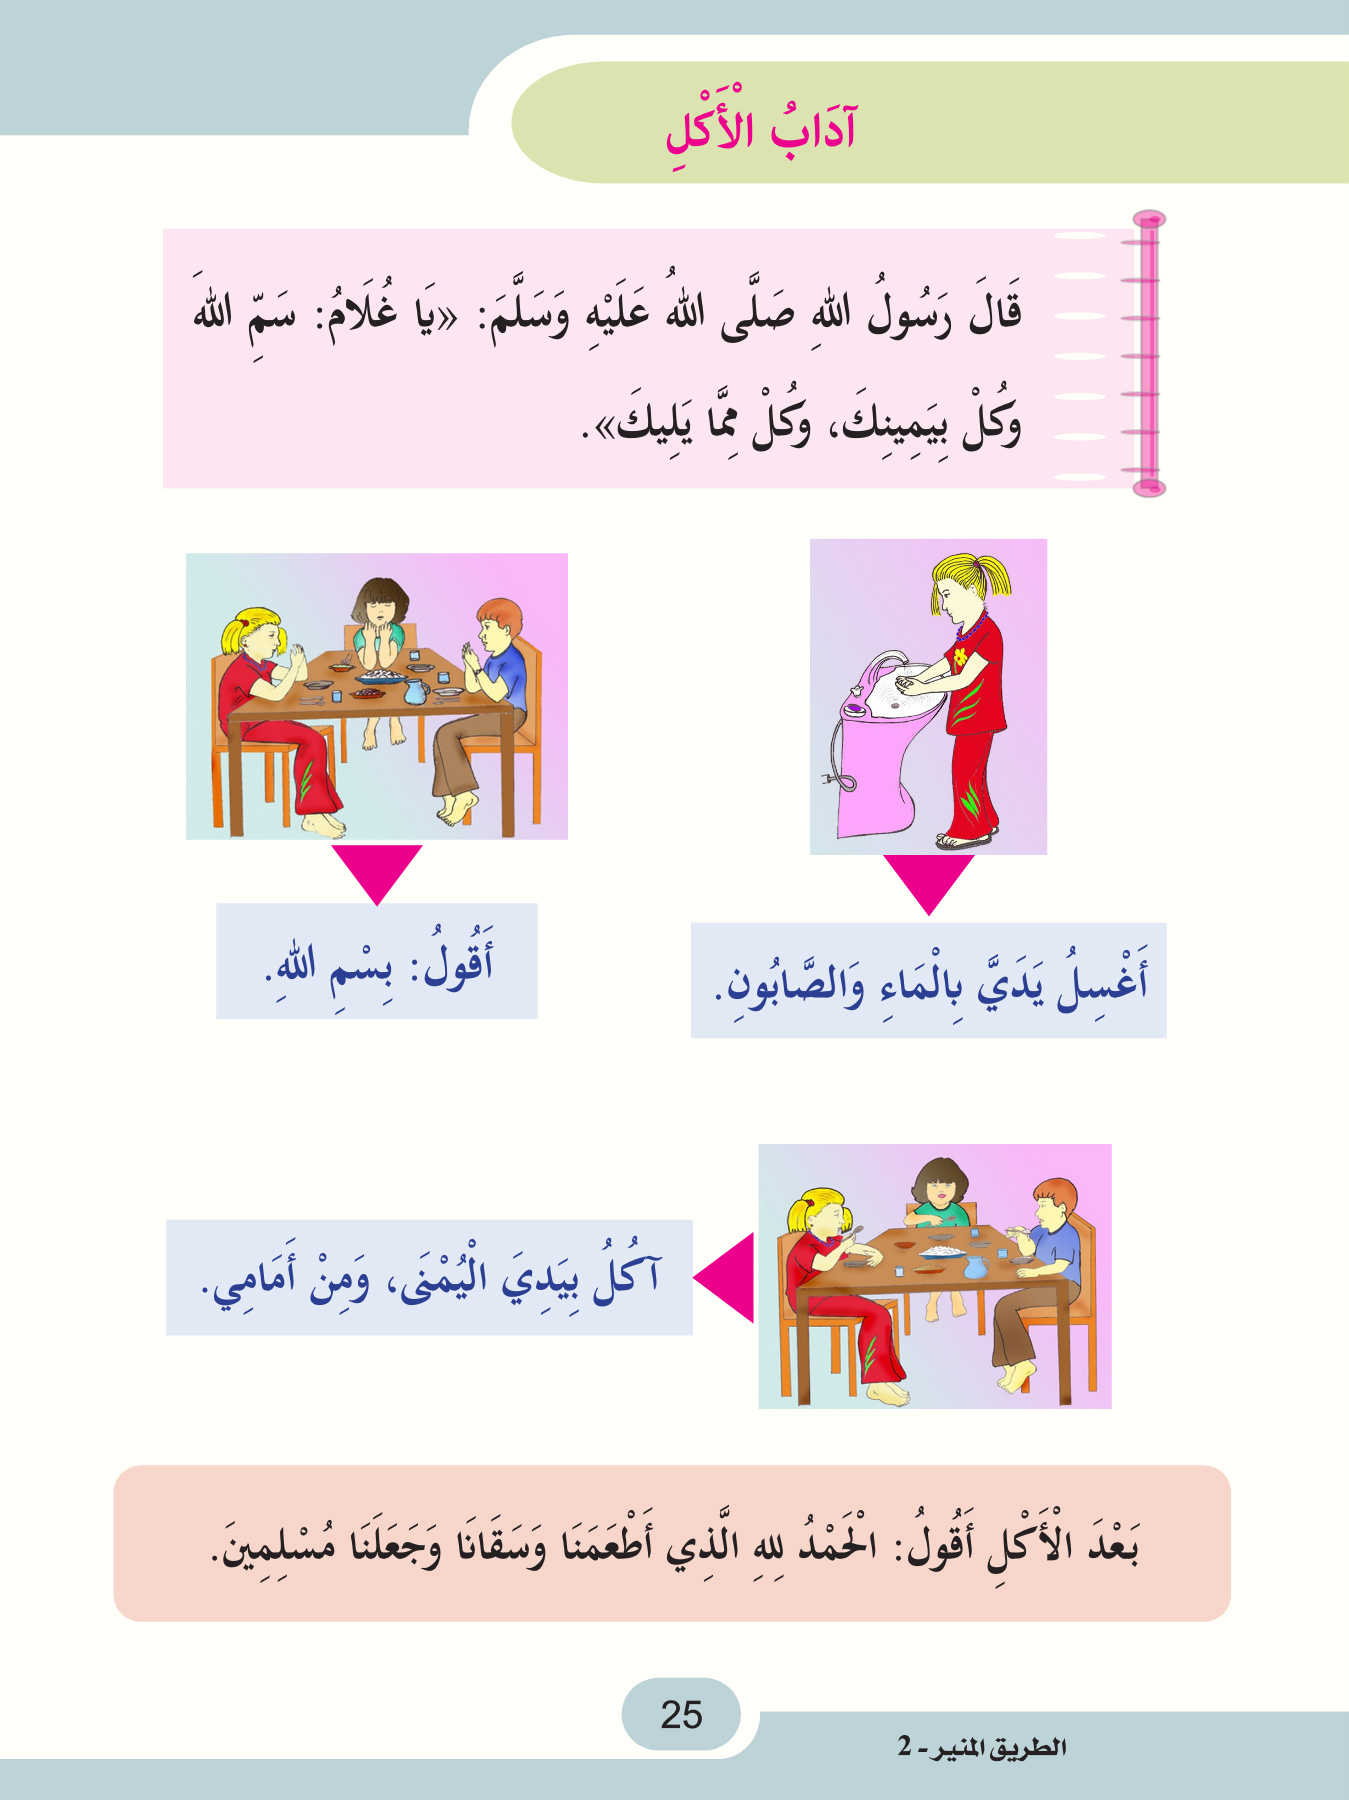 آدَابُ الْأَكْلِ
قَالَ رَسُولُ اللهِ صَلَّى اللهُ عَلَيْهِ وَسَلَّمَ: «يَا غُلَامُ: سَمِّ اللهَ
وَكُلْ بِيَمِينِكَ، وَكُلْ مِمَّا يَلِيكَ».
أَغْسِلُ يَدَيَّ بِالْمَاءِ وَالصَّابُونِ.
أَقُولُ: بِسْمِ اللهِ.
آكُلُ بِيَدِيَ الْيُمْنَى، وَمِنْ أَمَامِي.
بَعْدَ الْأَكْلِ أَقُولُ: الْحَمْدُ لِلهِ الَّذِي أَطْعَمَنَا وَسَقَانَا وَجَعَلَنَا مُسْلِمِينَ.
25
الطريق المنير - 2